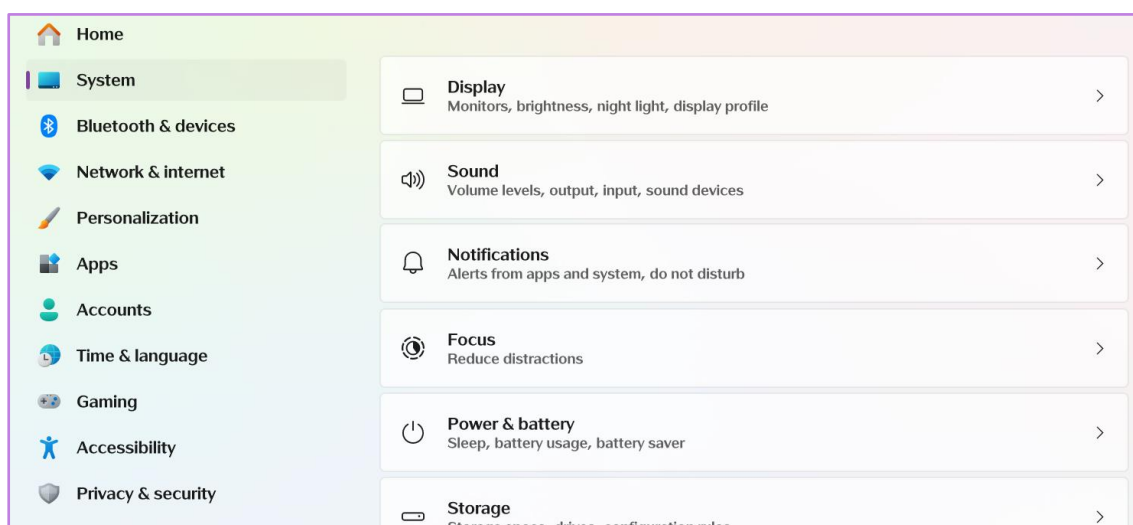 Home
System
Bluetooth & devices
Network & internet
Personalization
Apps
Accounts
Time & language
Gaming
Accessibility
Privacy & security
Display
Monitors, brightness, night light, display profile
Sound
Volume levels, output, input, sound devices
Notifications
Alerts from apps and system, do not disturb
Focus
Reduce distractions
Power & battery
Sleep, battery usage, battery saver
Storage